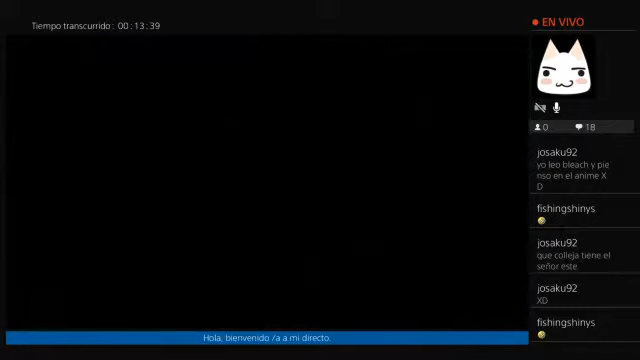 Tiempo transcurrido: 00:13:39
EN VIVO
0 18
josaku92
yo leo bleach y pie
nso en el anime X
D
fishingshinys
josaku92
que colleja tiene el
señor este
josaku92
XD
fishingshinys
Hola, bienvenido /a a mi directo.